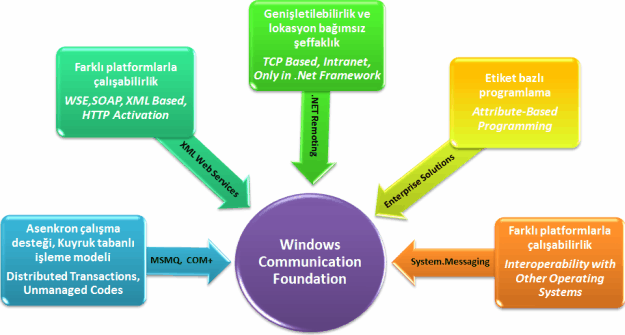 Genişletilebilirlik ve
lokasyon bağımsız
şeffaklık
TCP Based, Intranet,
Only in .Net Framework
Farklı platformlarla
çalışabilirlik
WSE,SOAP, XML Based,
HTTP Activation
Etiket bazlı
programlama
Attribute-Based
Programming
XML Web Services
.NET Remoting
Enterprise Solutions
Asenkron çalışma
desteği, Kuyruk tabanlı
işleme modeli
Distributed Transactions,
Unmanaged Codes
MSMQ, COM+
Windows
Communication
Foundation
System.Messaging
Farklı platformlarla
çalışabilirlik
Interoperability with
Other Operating
Systems